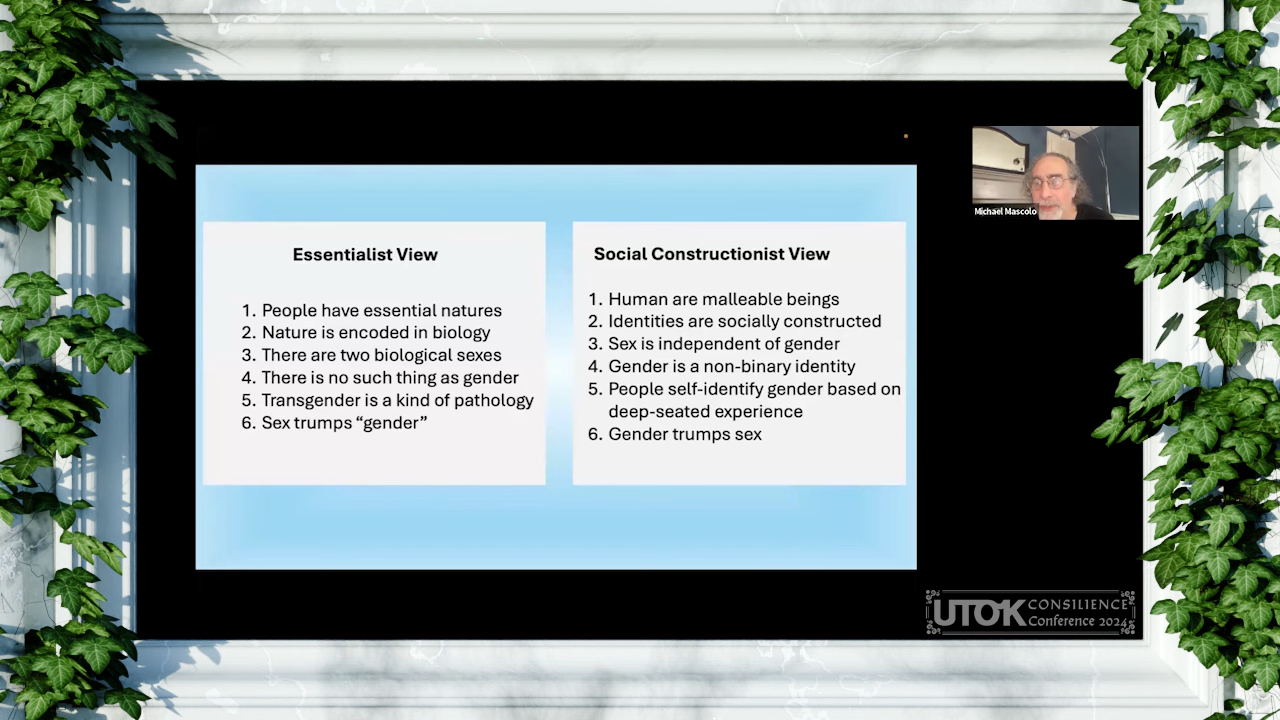 Essentialist View
1. People have essential natures
2. Nature is encoded in biology
3. There are two biological sexes
4. There is no such thing as gender
5. Transgender is a kind of pathology
6. Sex trumps “gender”
Social Constructionist View
1. Human are malleable beings
2. Identities are socially constructed
3. Sex is independent of gender
4. Gender is a non-binary identity
5. People self-identify gender based on
deep-seated experience
6. Gender trumps sex
Michael Mascolo
UTOK CONSILIENCE
Conference 2024